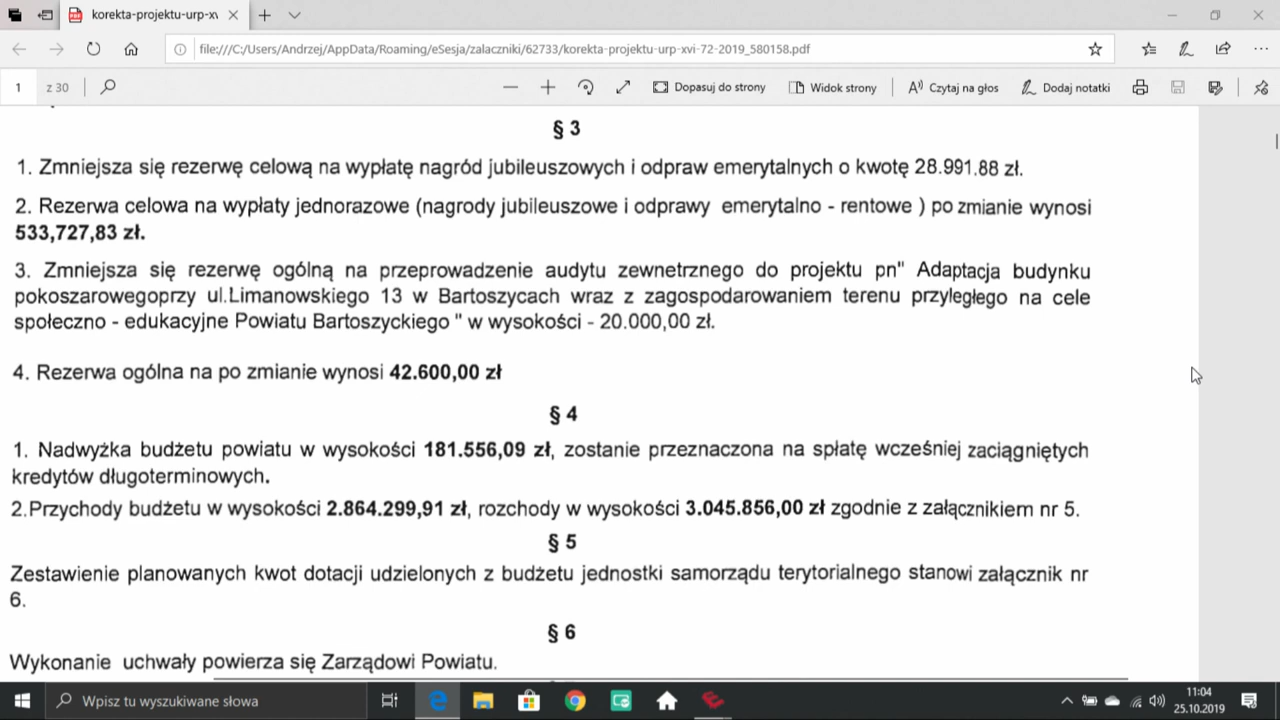 korekta-projektu-urp-xv
file:///C:/Users/Andrzej/AppData/Roaming/eSesja/zalaczniki/62733/korekta-projektu-urp-xvi-72-2019_580158.pdf
1 z 30 Dopasuj do strony Widok strony Czytaj na głos Dodaj notatki
§ 3
1. Zmniejsza się rezerwę celową na wypłatę nagród jubileuszowych i odpraw emerytalnych o kwotę 28.991.88 zł.
2. Rezerwa celowa na wypłaty jednorazowe (nagrody jubileuszowe i odprawy emerytalno - rentowe ) po zmianie wynosi
533,727,83 zł.
3. Zmniejsza się rezerwę ogólną na przeprowadzenie audytu zewnetrznego do projektu pn" Adaptacja budynku
pokoszarowegoprzy ul.Limanowskiego 13 w Bartoszycach wraz z zagospodarowaniem terenu przyległego na cele
społeczno - edukacyjne Powiatu Bartoszyckiego " w wysokości - 20.000,00 zł.
4. Rezerwa ogólna na po zmianie wynosi 42.600,00 zł
§ 4
1. Nadwyżka budżetu powiatu w wysokości 181.556,09 zł, zostanie przeznaczona na spłatę wcześniej zaciągniętych
kredytów długoterminowych.
2.Przychody budżetu w wysokości 2.864.299,91 zł, rozchody w wysokości 3.045.856,00 zł zgodnie z załącznikiem nr 5.
§ 5
Zestawienie planowanych kwot dotacji udzielonych z budżetu jednostki samorządu terytorialnego stanowi załącznik nr
6.
§ 6
Wykonanie uchwały powierza się Zarządowi Powiatu.
Wpisz tu wyszukiwane słowa
11:04
25.10.2019